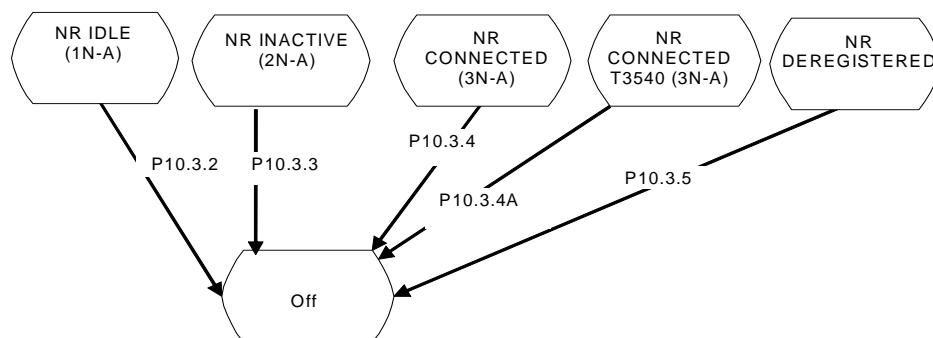 NR IDLE
(1N-A)
NR INACTIVE
(2N-A)
NR
CONNECTED
(3N-A)
NR
CONNECTED
T3540 (3N-A)
NR
DEREGISTERED
P10.3.2
P10.3.3
P10.3.4
P10.3.4A
P10.3.5
Off